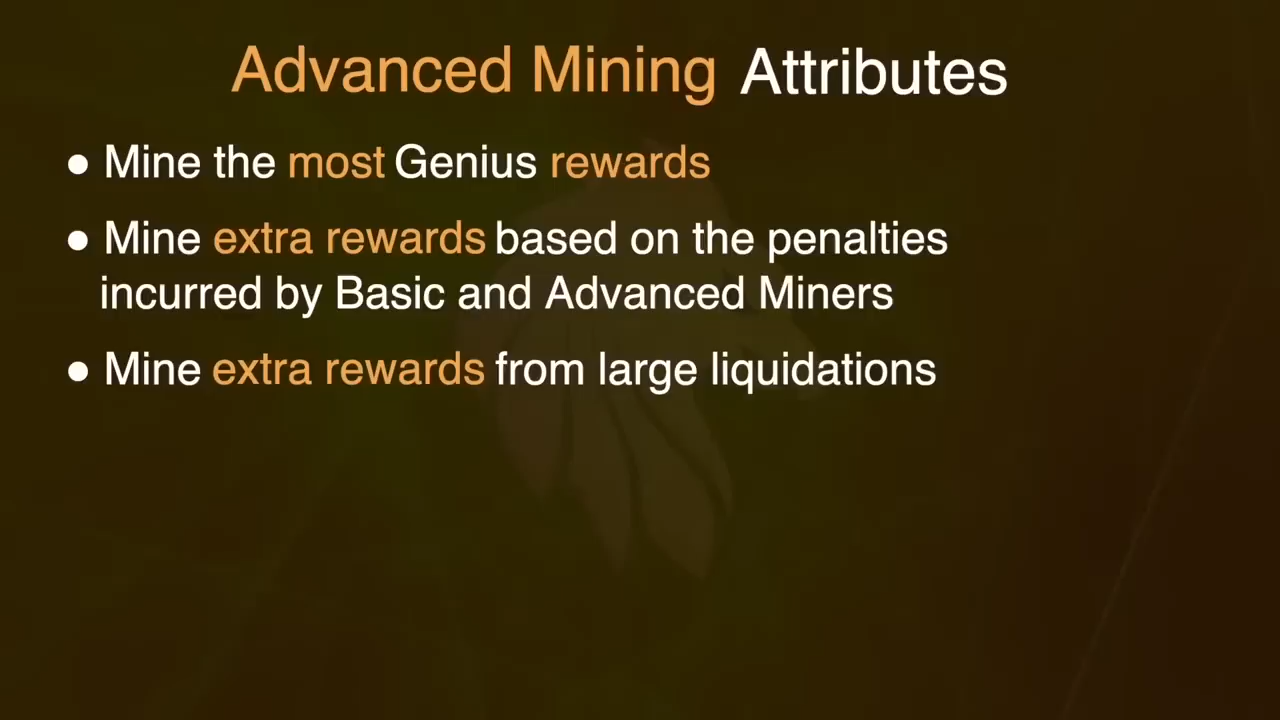 Advanced Mining Attributes
● Mine the most Genius rewards
● Mine extra rewards based on the penalties
incurred by Basic and Advanced Miners
● Mine extra rewards from large liquidations